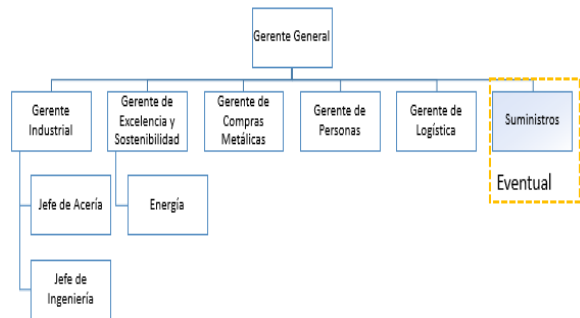 Gerente General
Gerente
Industrial
Gerente de
Excelencia y
Sostenibilidad
Gerente de
Compras
Metálicas
Gerente de
Personas
Gerente de
Logística
Suministros
Eventual
Jefe de Acería
Energía
Jefe de
Ingeniería